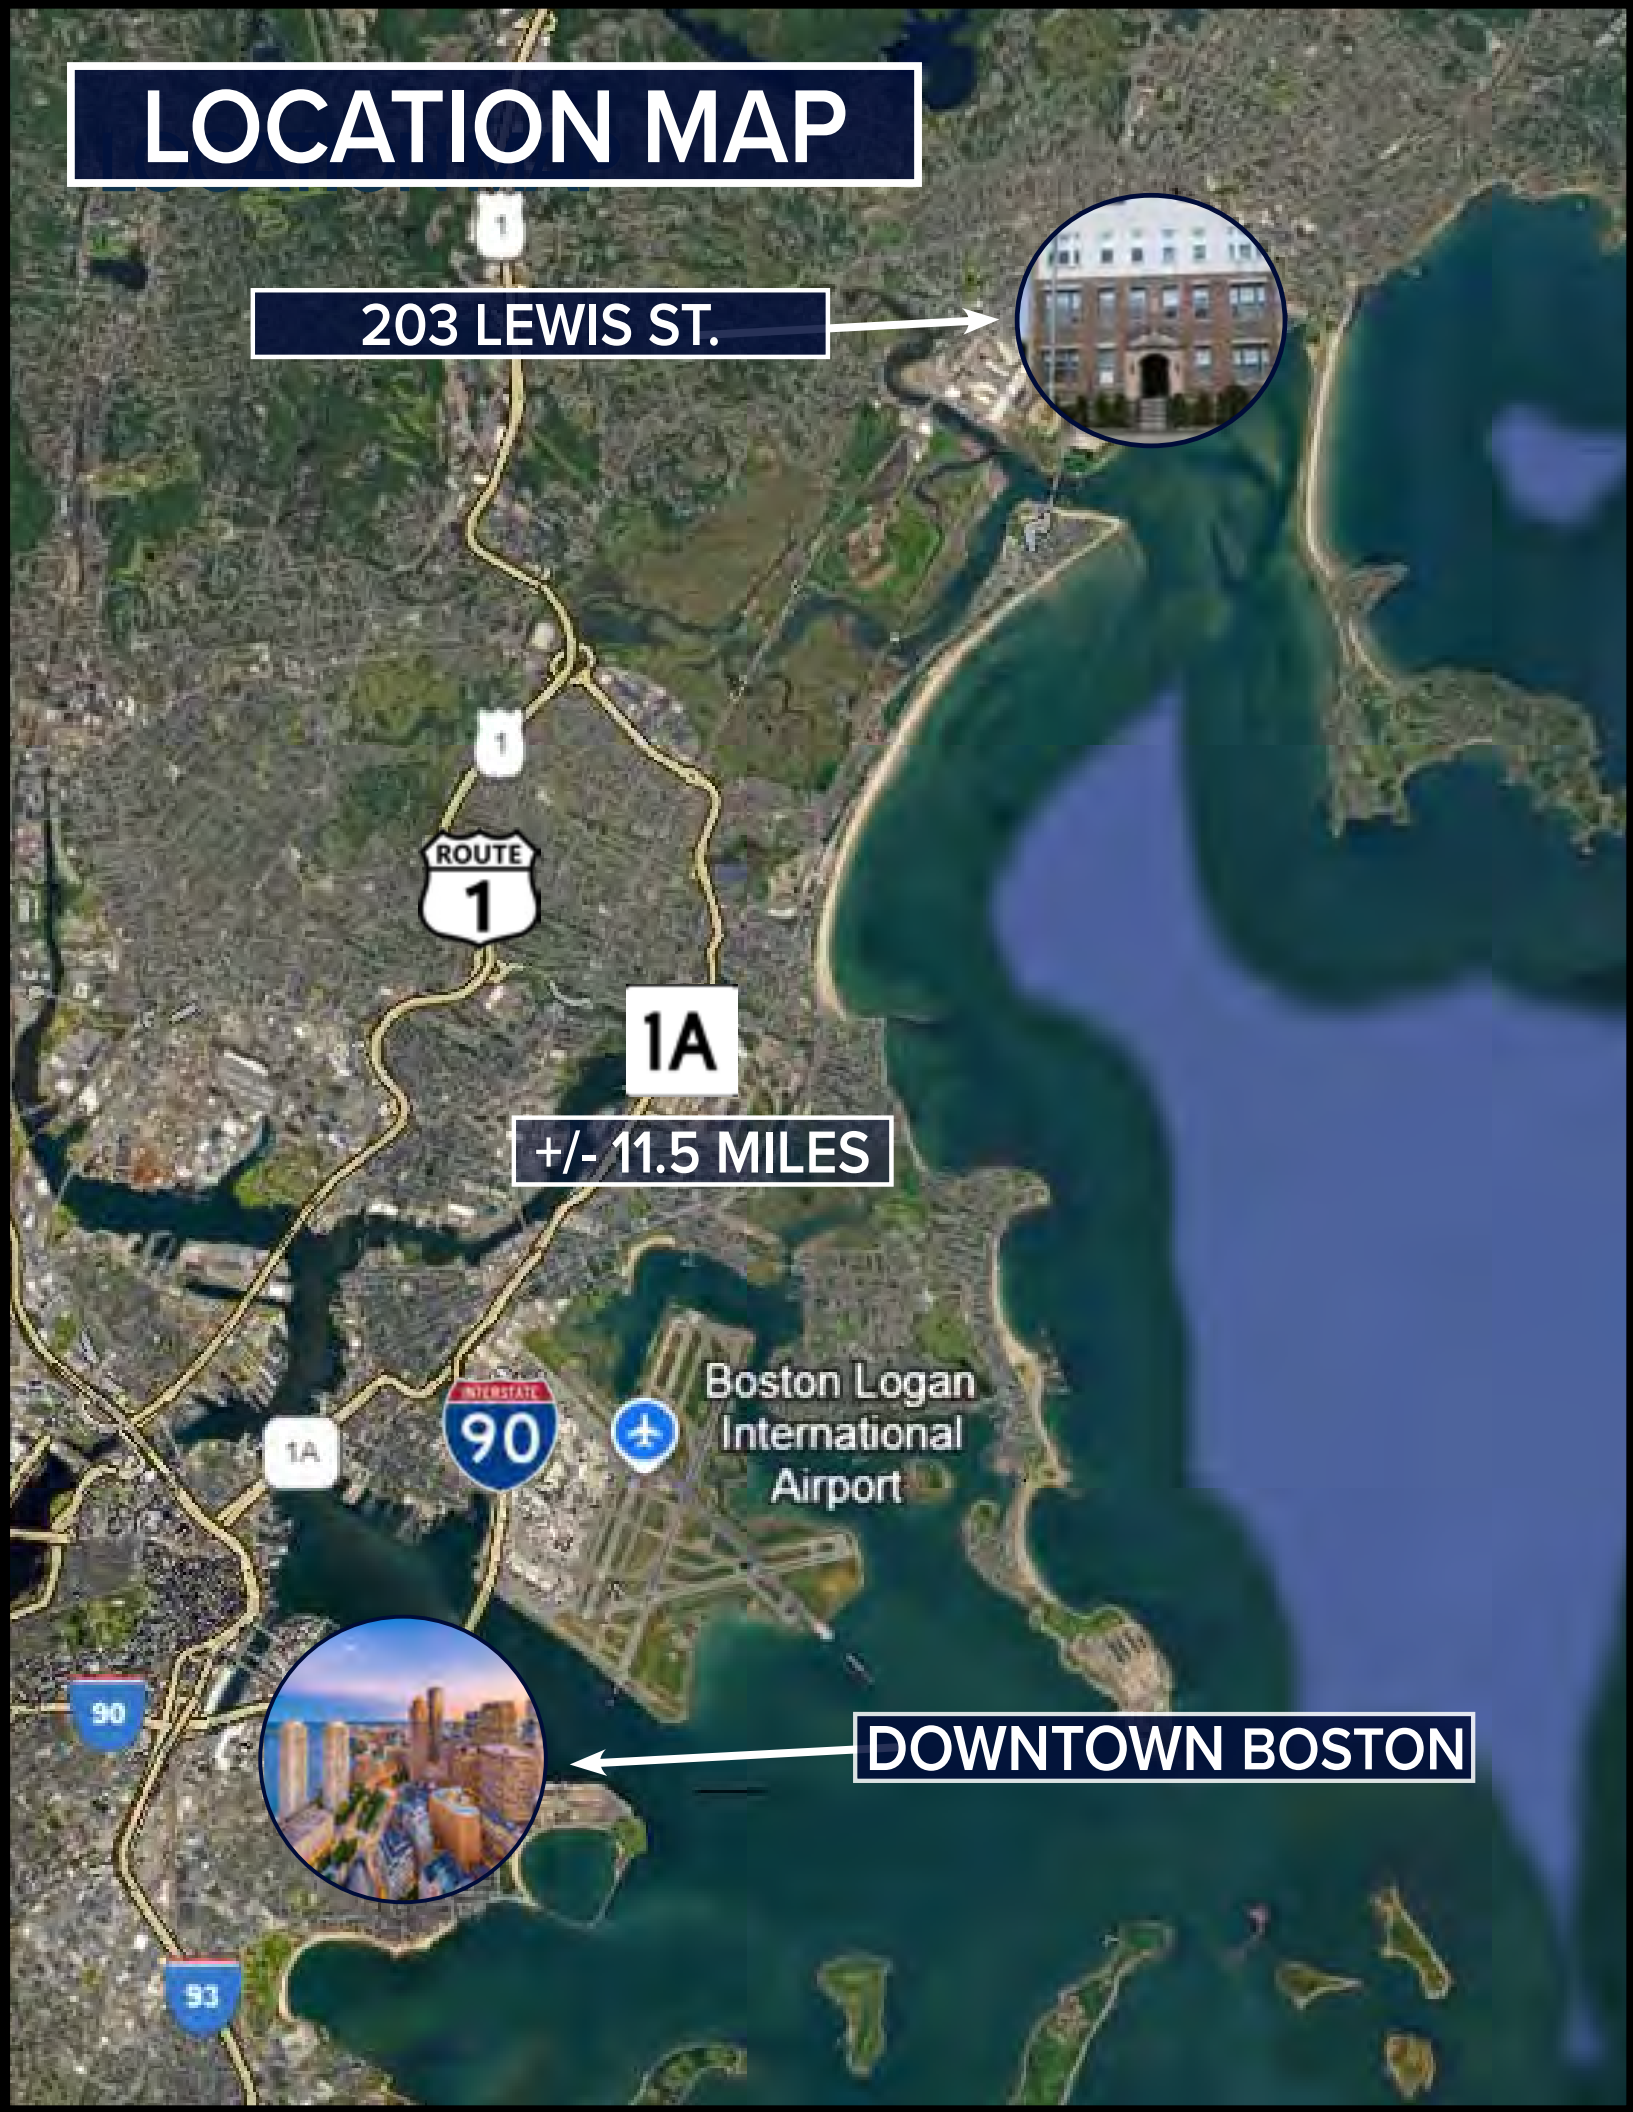 LOCATION MAP
1
203 LEWIS ST.
1
ROUTE
1
1A
+/- 11.5 MILES
Boston Logan
International
Airport
INTERSTATE
90
1A
90
DOWNTOWN BOSTON
93